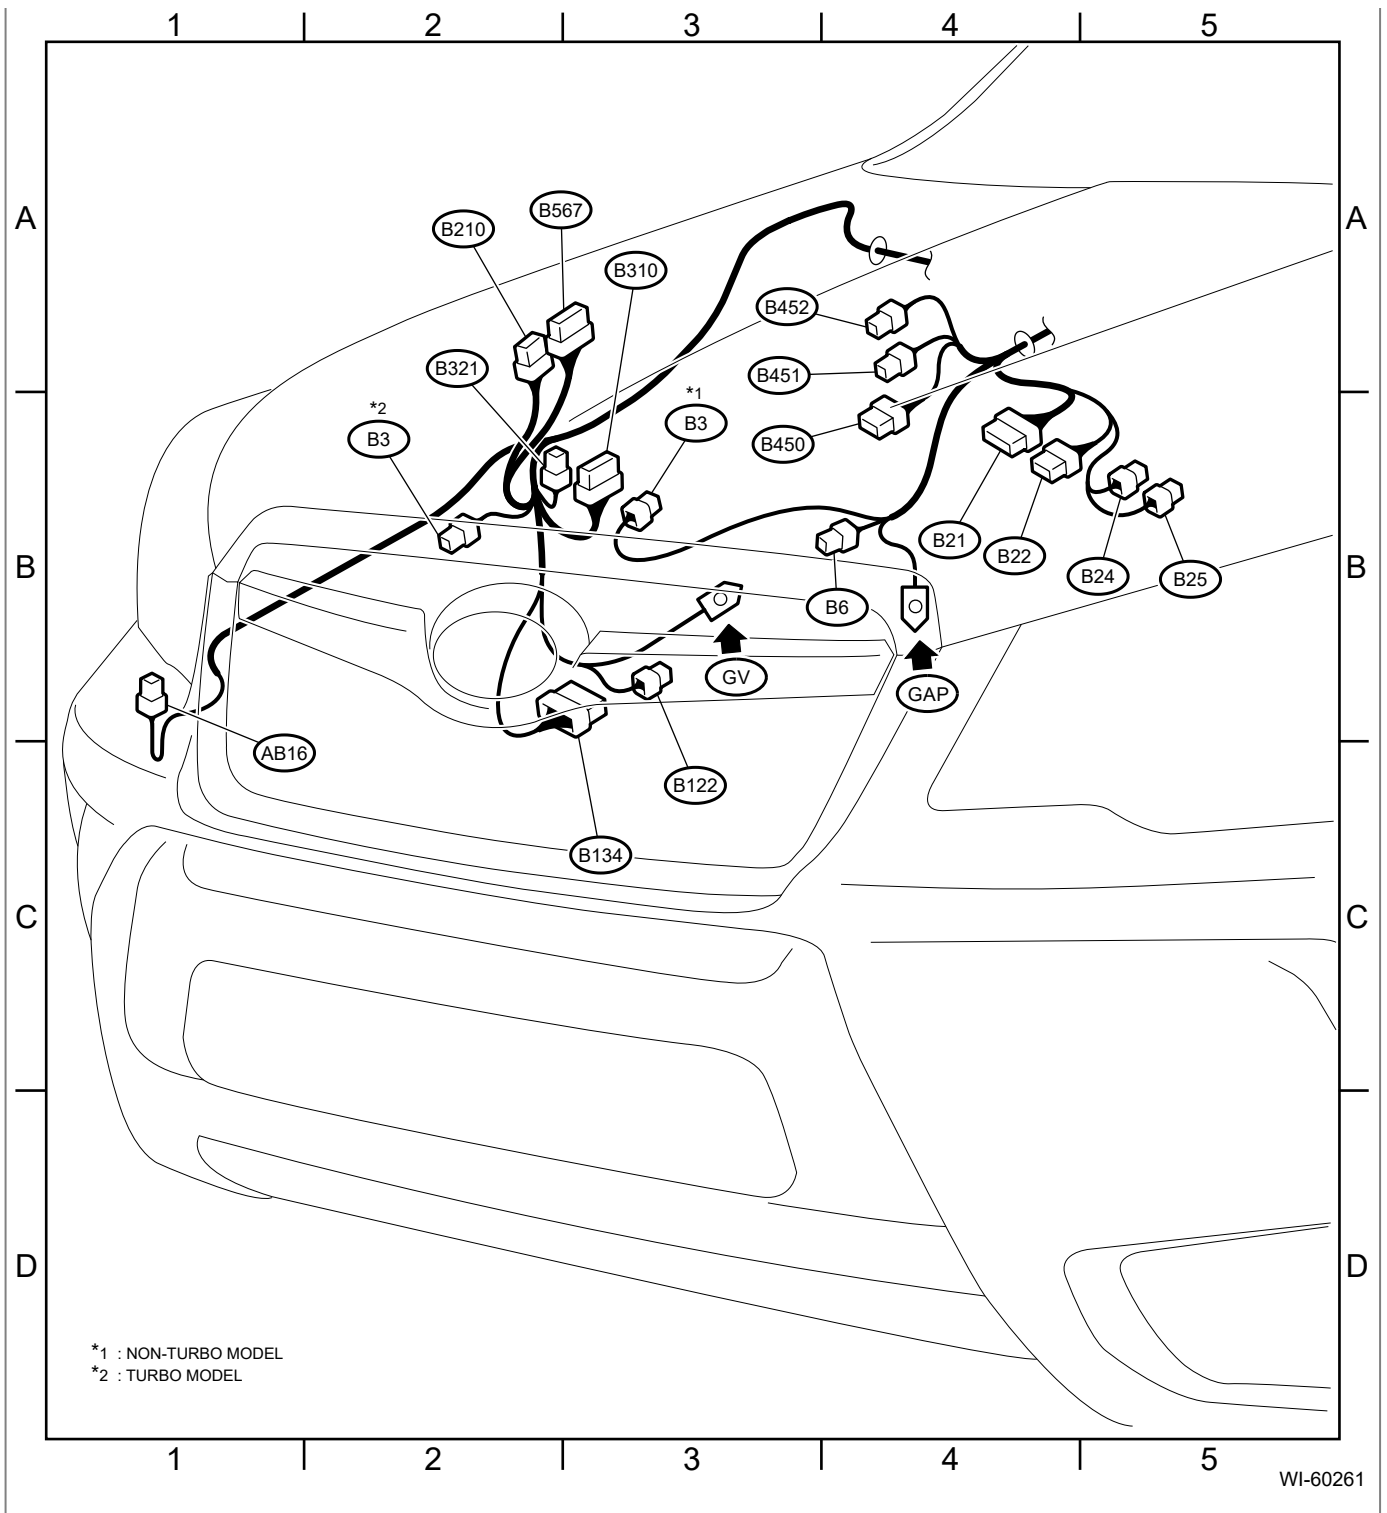 1 2 3 4 5
A A
B567
B210
B310
B452
B321
B451
*1
*2
B3
B3
B450
B21
B22
B B
B24
B25
B6
GV
GAP
AB16
B122
B134
C C
D D
*1 : NON-TURBO MODEL
*2 : TURBO MODEL
1 2 3 4 5
WI-60261